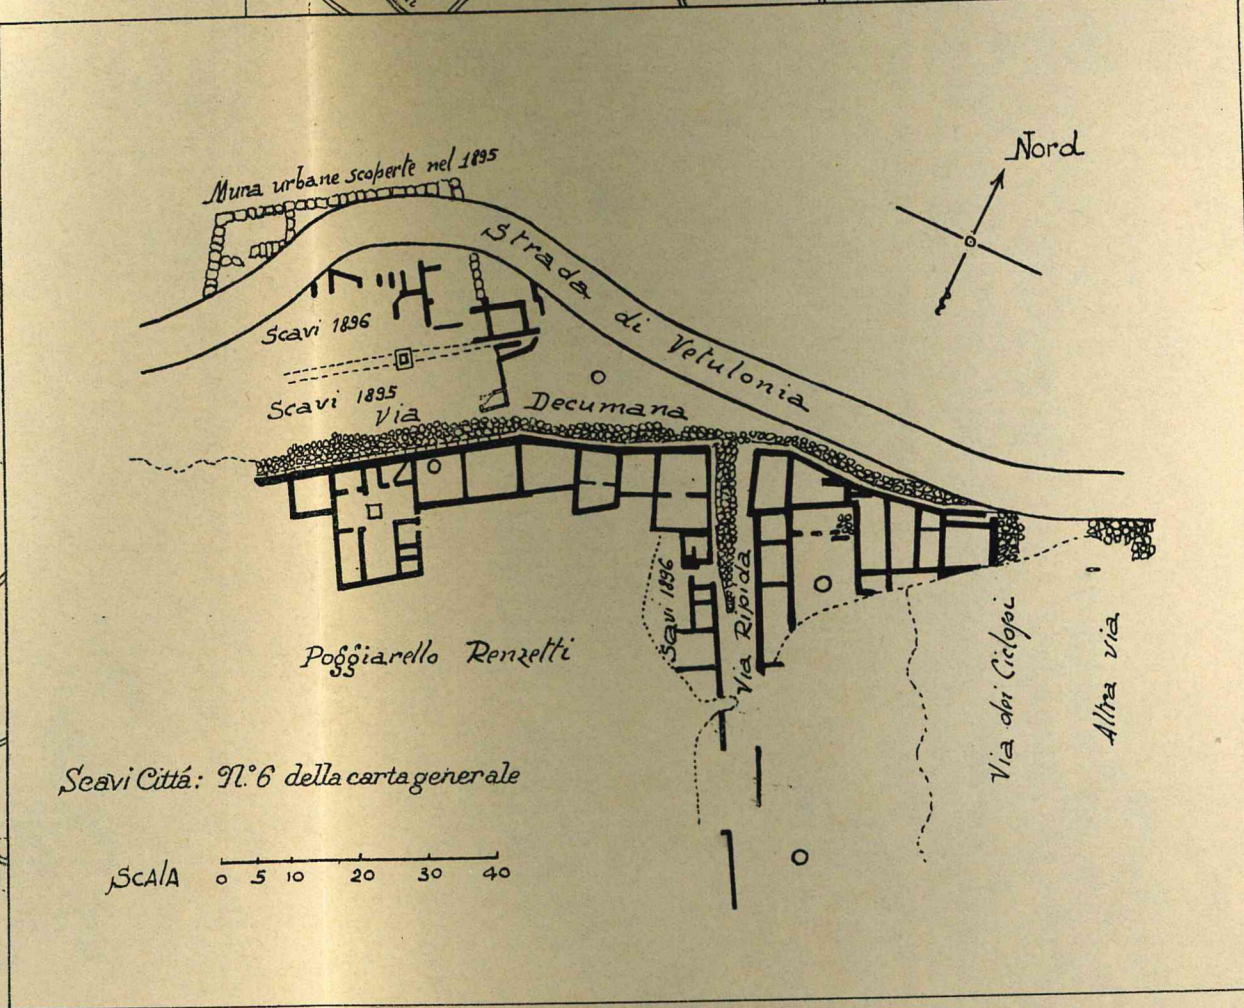 Nord
Mura urbane scoperte nel 1895
Strada di Vetulonia
Scavi 1896
Scavi 1895
Via Decumana
Scavi 1896
Via Ripida
Poggiarello Renzetti
Via dei Ciclopi
Altra via
Scavi Cittá: N.º 6 della carta generale
SCAlA 0 5 10 20 30 40